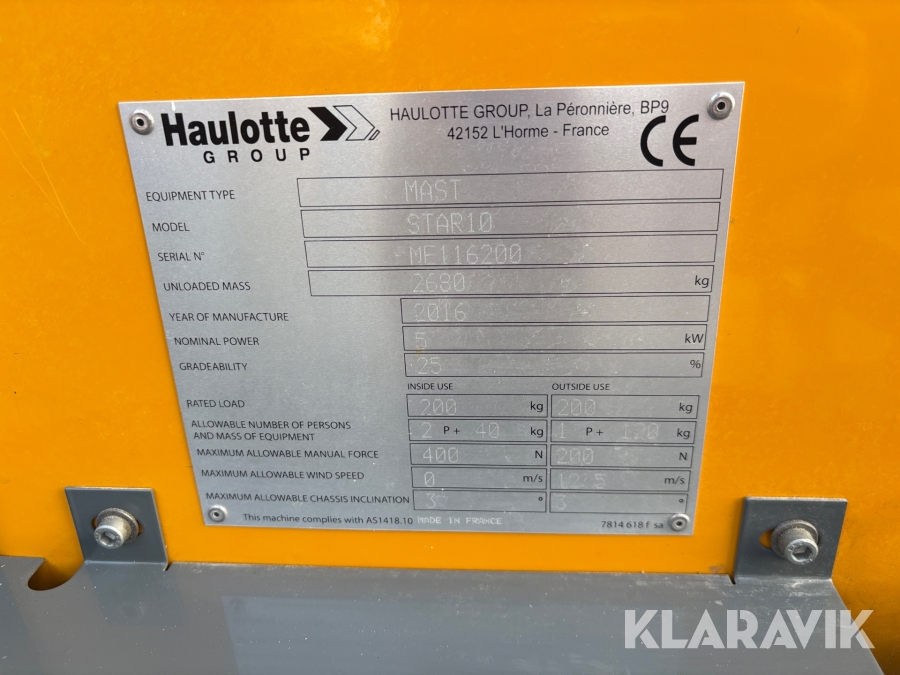 Haulotte
GROUP
HAULOTTE GROUP, La Péronnière, BP9
42152 L'Horme - France
CE
EQUIPMENT TYPE MAST
MODEL STAR10
SERIAL N° ME116200
UNLOADED MASS 2680 kg
YEAR OF MANUFACTURE 2016
NOMINAL POWER 5 kW
GRADEABILITY 25 %
INSIDE USE OUTSIDE USE
RATED LOAD 200 kg 200 kg
ALLOWABLE NUMBER OF PERSONS
AND MASS OF EQUIPMENT 2 P + 40 kg 1 P + 120 kg
MAXIMUM ALLOWABLE MANUAL FORCE 400 N 200 N
MAXIMUM ALLOWABLE WIND SPEED 0 m/s 12.5 m/s
MAXIMUM ALLOWABLE CHASSIS INCLINATION 3 ° 3 °
This machine complies with AS1418.10 MADE IN FRANCE 7814 618 f sa
KLARAVIK